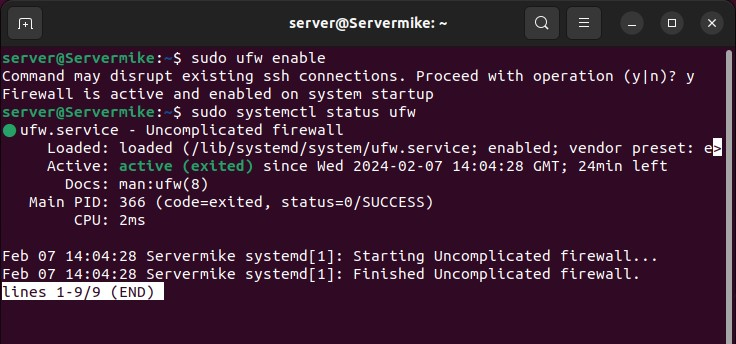 server@Servermike: ~
server@Servermike:~$ sudo ufw enable
Command may disrupt existing ssh connections. Proceed with operation (y|n)? y
Firewall is active and enabled on system startup
server@Servermike:~$ sudo systemctl status ufw
● ufw.service - Uncomplicated firewall
     Loaded: loaded (/lib/systemd/system/ufw.service; enabled; vendor preset: e>
     Active: active (exited) since Wed 2024-02-07 14:04:28 GMT; 24min left
       Docs: man:ufw(8)
   Main PID: 366 (code=exited, status=0/SUCCESS)
        CPU: 2ms

Feb 07 14:04:28 Servermike systemd[1]: Starting Uncomplicated firewall...
Feb 07 14:04:28 Servermike systemd[1]: Finished Uncomplicated firewall.
lines 1-9/9 (END)